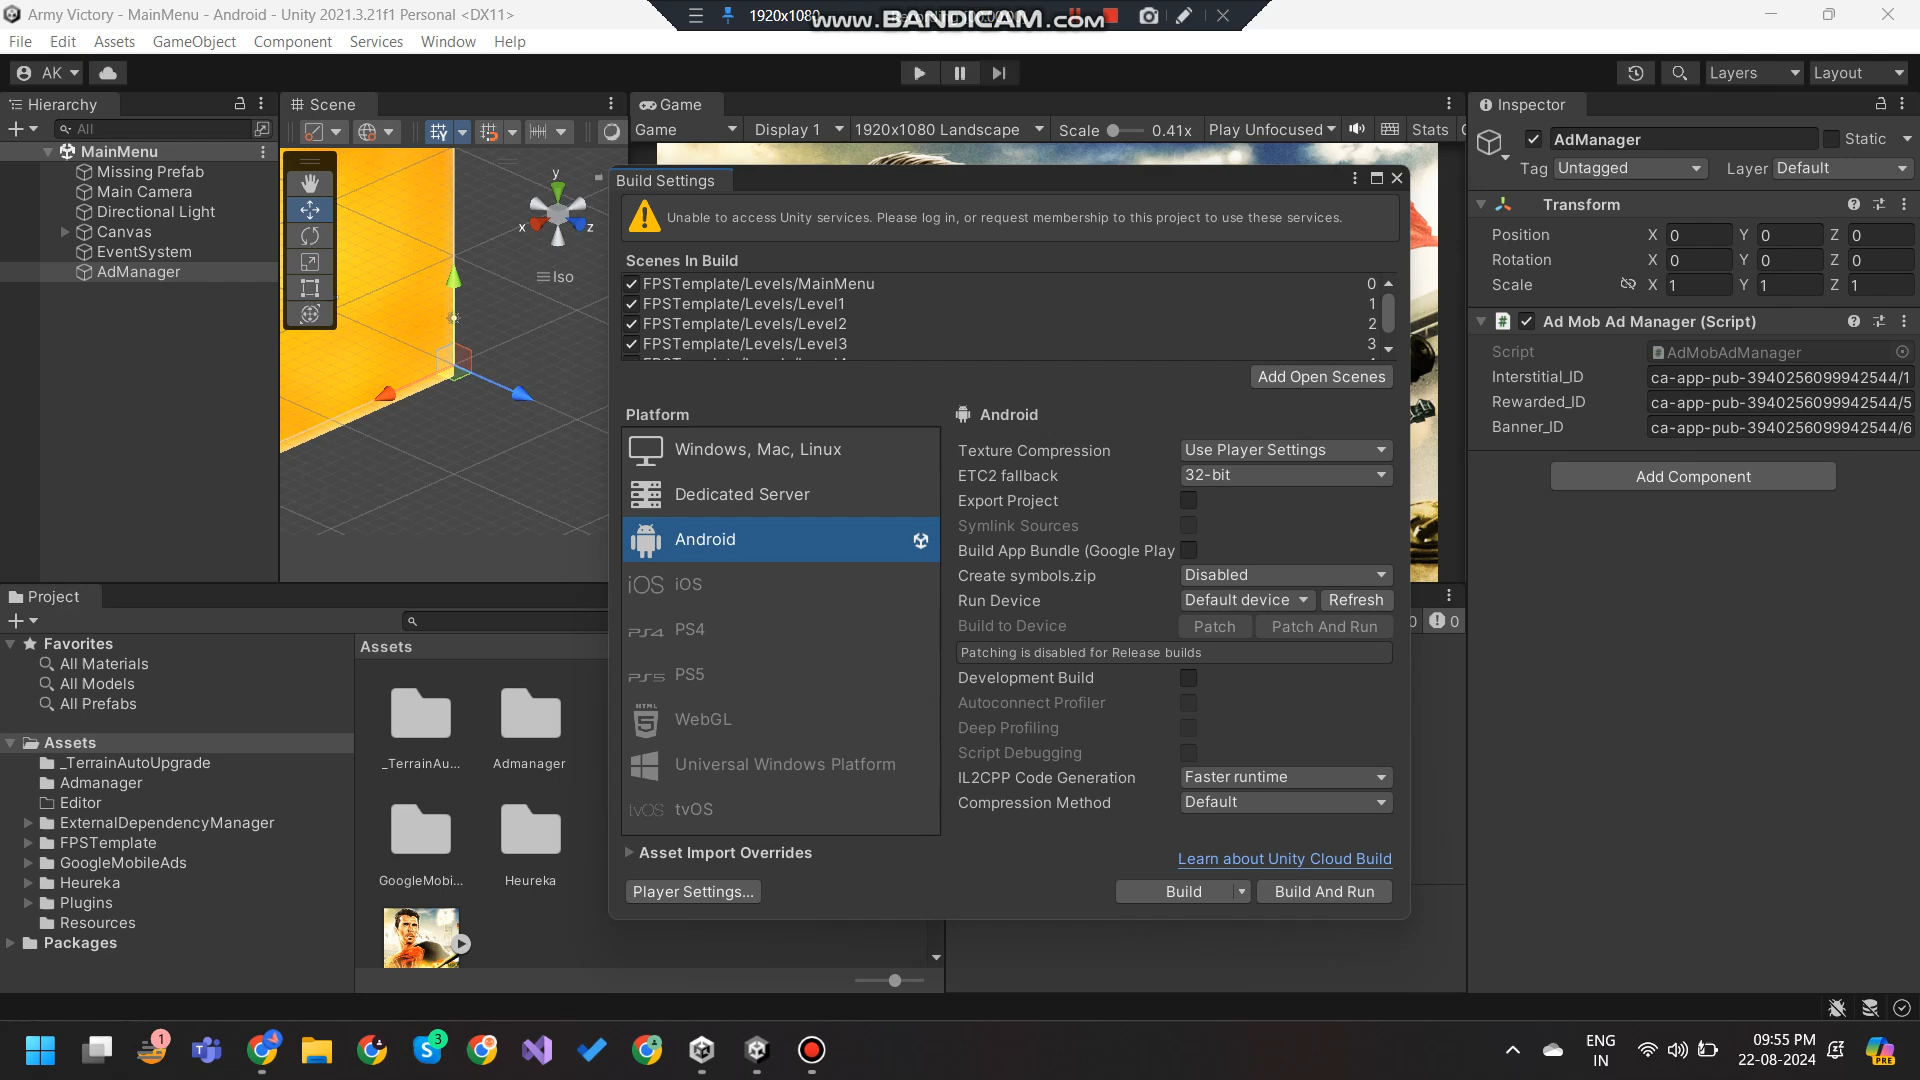 Army Victory - MainMenu - Android - Unity 2021.3.21f1 Personal <DX11>
1920x1080
www.BANDICAM.com
File Edit Assets GameObject Component Services Window Help
AK
Layers
Layout
Hierarchy
All
MainMenu
Missing Prefab
Main Camera
Directional Light
Canvas
EventSystem
AdManager
Scene
y
x
z
Iso
Game
Game
Display 1
1920x1080 Landscape
Scale
0.41x
Play Unfocused
Stats
Inspector
AdManager
Static
Tag
Untagged
Layer
Default
Transform
Position X 0 Y 0 Z 0
Rotation X 0 Y 0 Z 0
Scale X 1 Y 1 Z 1
Ad Mob Ad Manager (Script)
Script AdMobAdManager
Interstitial_ID ca-app-pub-3940256099942544/1
Rewarded_ID ca-app-pub-3940256099942544/5
Banner_ID ca-app-pub-3940256099942544/6
Add Component
Build Settings
Unable to access Unity services. Please log in, or request membership to this project to use these services.
Scenes In Build
FPSTemplate/Levels/MainMenu 0
FPSTemplate/Levels/Level1 1
FPSTemplate/Levels/Level2 2
FPSTemplate/Levels/Level3 3
Add Open Scenes
Platform
Windows, Mac, Linux
Dedicated Server
Android
iOS iOS
PS4 PS4
PS5 PS5
HTML 5 WebGL
Universal Windows Platform
tvOS tvOS
Android
Texture Compression Use Player Settings
ETC2 fallback 32-bit
Export Project
Symlink Sources
Build App Bundle (Google Play
Create symbols.zip Disabled
Run Device Default device Refresh
Build to Device Patch Patch And Run
Patching is disabled for Release builds
Development Build
Autoconnect Profiler
Deep Profiling
Script Debugging
IL2CPP Code Generation Faster runtime
Compression Method Default
Asset Import Overrides
Learn about Unity Cloud Build
Player Settings...
Build
Build And Run
Project
Favorites
All Materials
All Models
All Prefabs
Assets
_TerrainAutoUpgrade
Admanager
Editor
ExternalDependencyManager
FPSTemplate
GoogleMobileAds
Heureka
Plugins
Resources
Packages
Assets
_TerrainAu...
Admanager
GoogleMobi...
Heureka
0
0
1
3
ENG
IN
09:55 PM
22-08-2024
PRE